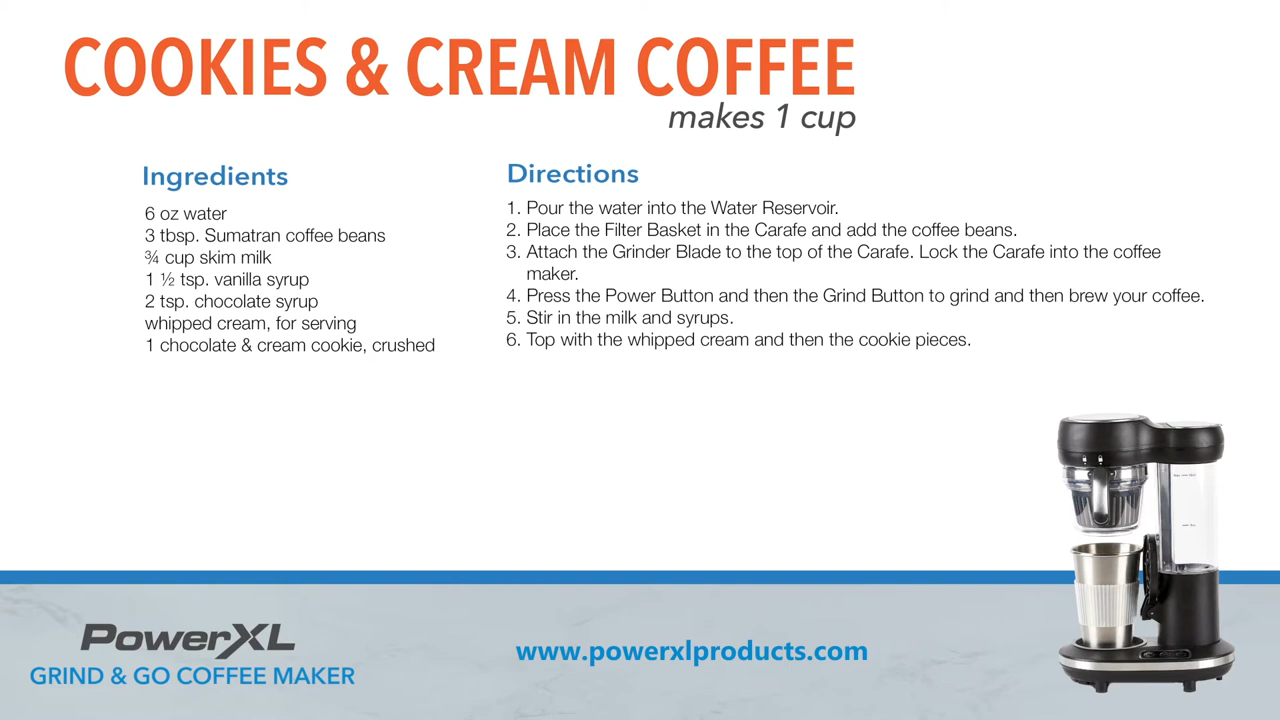 COOKIES & CREAM COFFEE
makes 1 cup
Ingredients
6 oz water
3 tbsp. Sumatran coffee beans
¾ cup skim milk
1 ½ tsp. vanilla syrup
2 tsp. chocolate syrup
whipped cream, for serving
1 chocolate & cream cookie, crushed
Directions
1. Pour the water into the Water Reservoir.
2. Place the Filter Basket in the Carafe and add the coffee beans.
3. Attach the Grinder Blade to the top of the Carafe. Lock the Carafe into the coffee
maker.
4. Press the Power Button and then the Grind Button to grind and then brew your coffee.
5. Stir in the milk and syrups.
6. Top with the whipped cream and then the cookie pieces.
PowerXL
GRIND & GO COFFEE MAKER
www.powerxlproducts.com